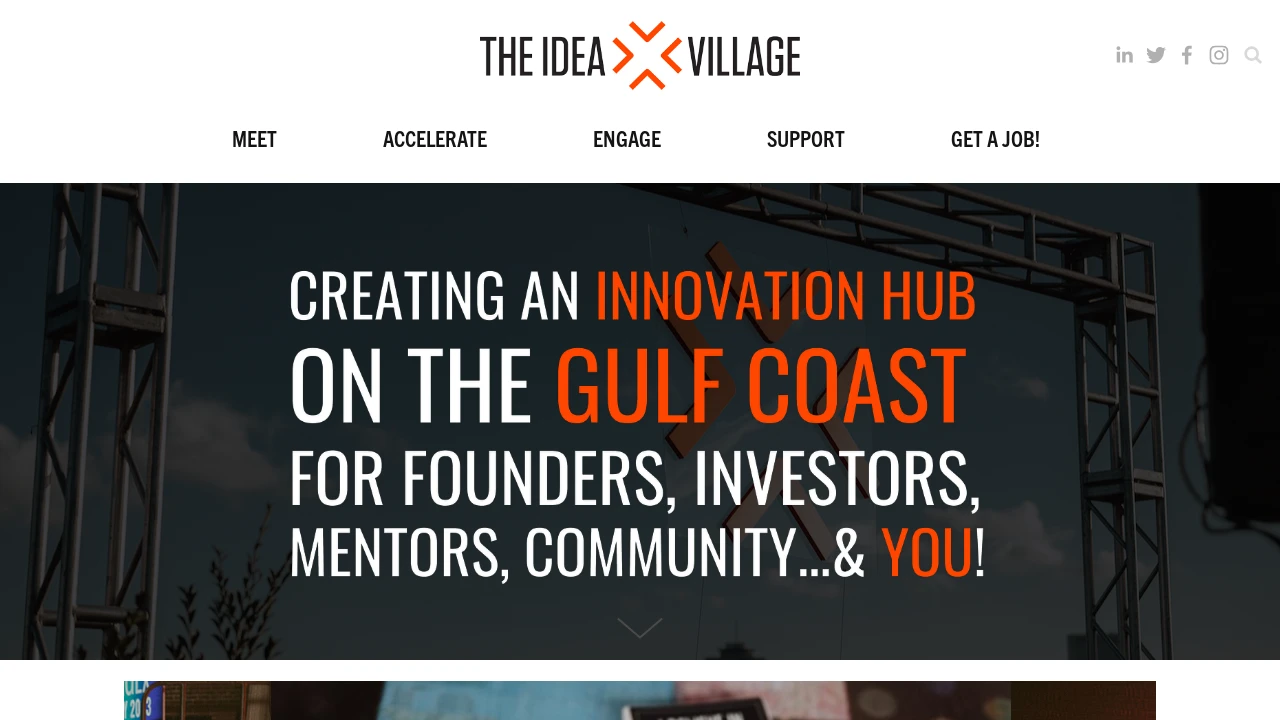 THE IDEA VILLAGE
MEET ACCELERATE ENGAGE SUPPORT GET A JOB!
CREATING AN INNOVATION HUB
ON THE GULF COAST
FOR FOUNDERS, INVESTORS,
MENTORS, COMMUNITY...& YOU!
3